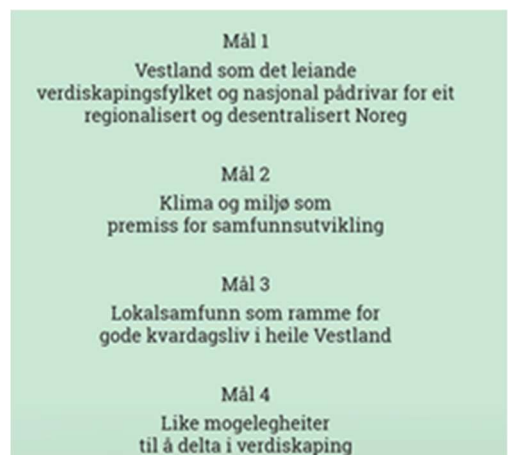 Mål 1
Vestland som det leiande
verdiskapingsfylket og nasjonal pådrivar for eit
regionalisert og desentralisert Noreg
Mål 2
Klima og miljø som
premiss for samfunnsutvikling
Mål 3
Lokalsamfunn som ramme for
gode kvardagsliv i heile Vestland
Mål 4
Like mogelegheiter
til å delta i verdiskaping